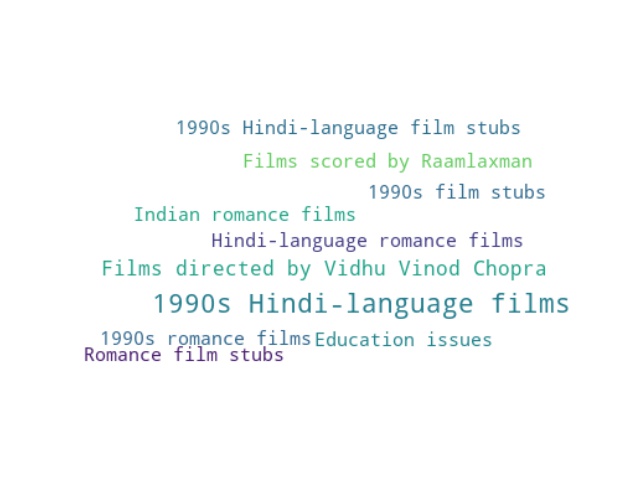 1990s Hindi-language film stubs
Films scored by Raamlaxman
1990s film stubs
Indian romance films
Hindi-language romance films
Films directed by Vidhu Vinod Chopra
1990s Hindi-language films
1990s romance films Education issues
Romance film stubs